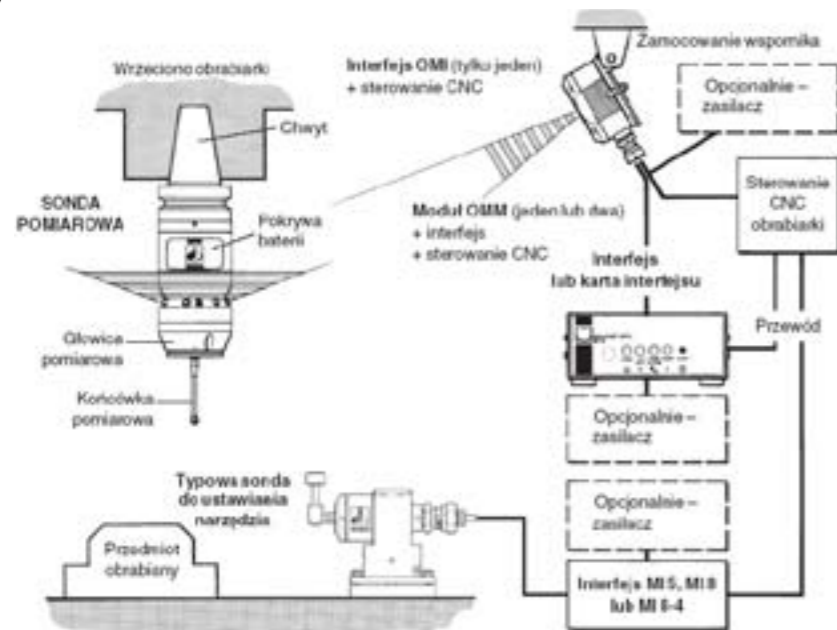 Wrzeciono obrabiarki
Chwyt
SONDA
POMIAROWA
Pokrywa
baterii
Głowica
pomiarowa
Końcówka
pomiarowa
Interfejs OMI (tylko jeden)
+ sterowanie CNC
Zamocowanie wspornika
Opcjonalnie –
zasilacz
Moduł OMM (jeden lub dwa)
+ interfejs
+ sterowanie CNC
Sterowanie
CNC
obrabiarki
Interfejs
lub karta interfejsu
Przewód
Opcjonalnie –
zasilacz
Typowa sonda
do ustawiania
narzędzia
Opcjonalnie –
zasilacz
Przedmiot
obrabiany
Interfejs MI 5, MI 8
lub MI 8-4